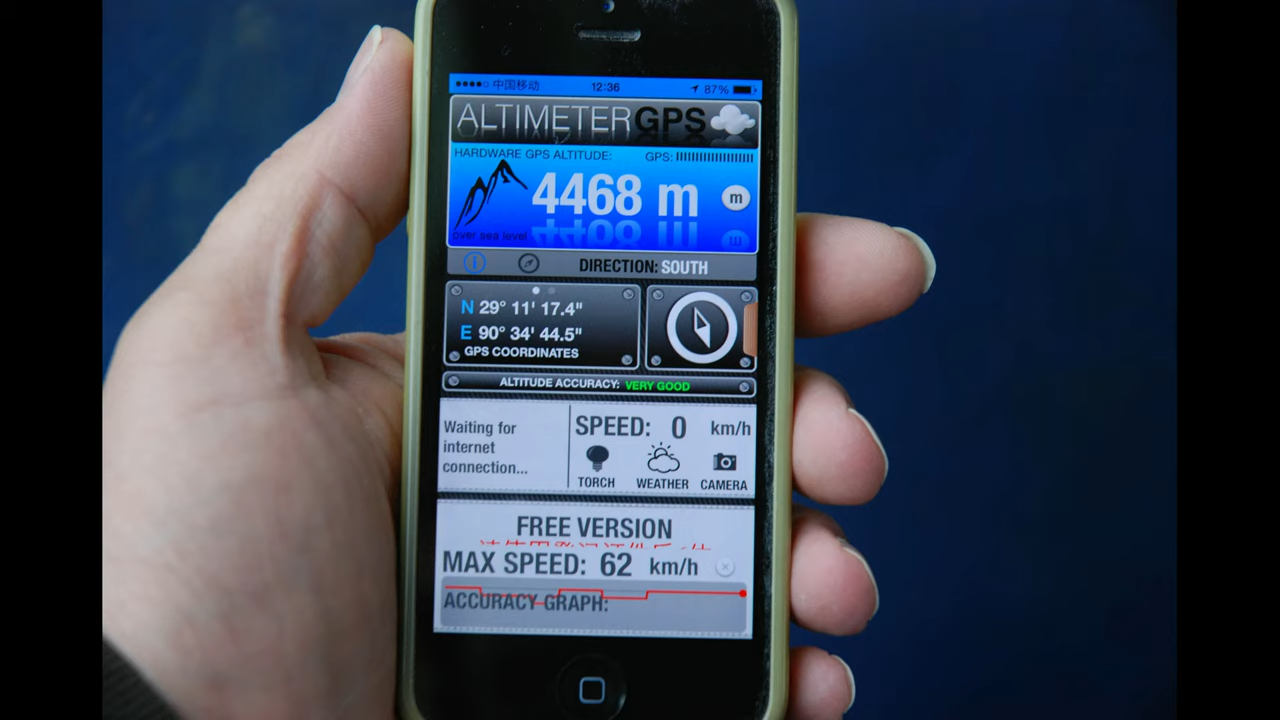 中国移动 12:36 87%
ALTIMETERGPS
HARDWARE GPS ALTITUDE: GPS:
4468 m m
over sea level
DIRECTION: SOUTH
N 29° 11' 17.4"
E 90° 34' 44.5"
GPS COORDINATES
ALTITUDE ACCURACY: VERY GOOD
Waiting for
internet
connection...
SPEED: 0 km/h
TORCH WEATHER CAMERA
FREE VERSION
MAX SPEED: 62 km/h
ACCURACY GRAPH: